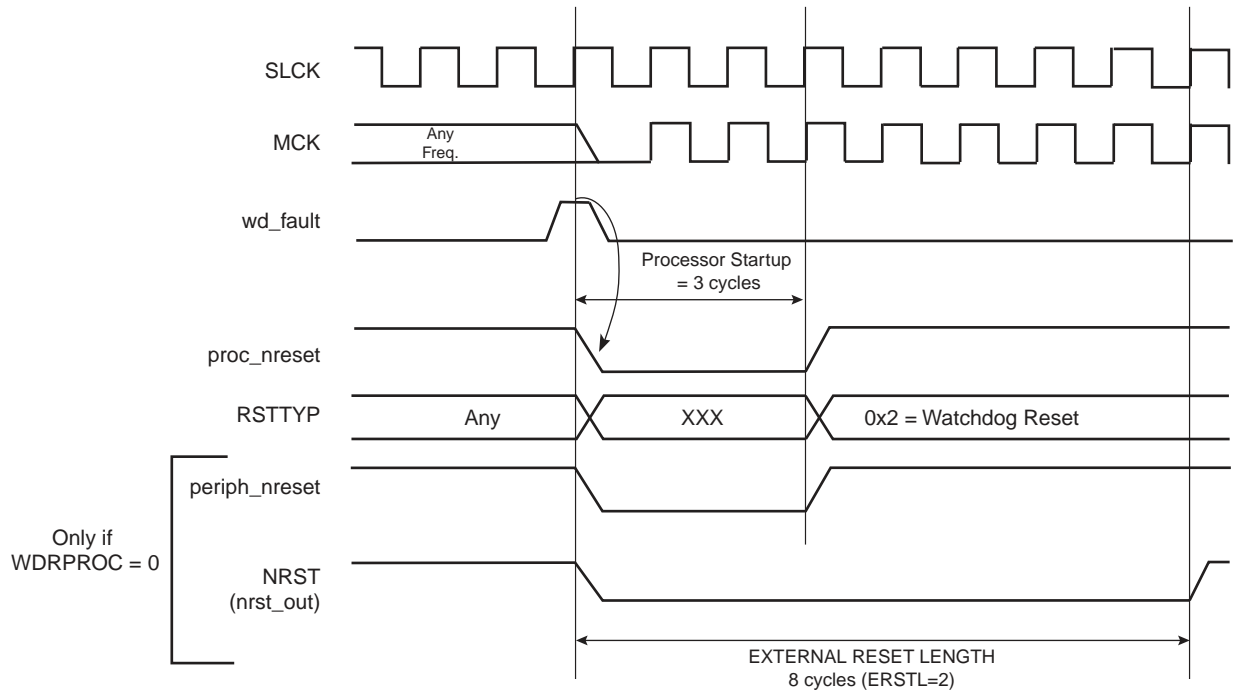 SLCK
MCK
Any
Freq.
wd_fault
Processor Startup
= 3 cycles
proc_nreset
RSTTYP
Any
XXX
0x2 = Watchdog Reset
periph_nreset
Only if
WDRPROC = 0
NRST
(nrst_out)
EXTERNAL RESET LENGTH
8 cycles (ERSTL=2)